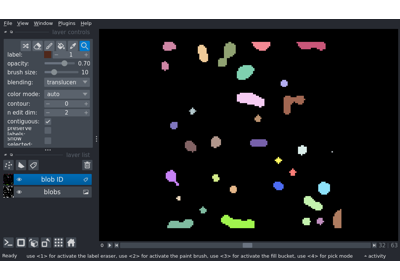 File View Window Plugins Help
layer controls
label: 1
opacity: 0.70
brush size: 10
blending: translucen
color mode: auto
contour: 0
n edit dim: 2
contiguous:
preserve labels:
show selected:
layer list
blob ID
blobs
32 63
Ready use <1> for activate the label eraser, use <2> for activate the paint brush, use <3> for activate the fill bucket, use <4> for pick mode activity